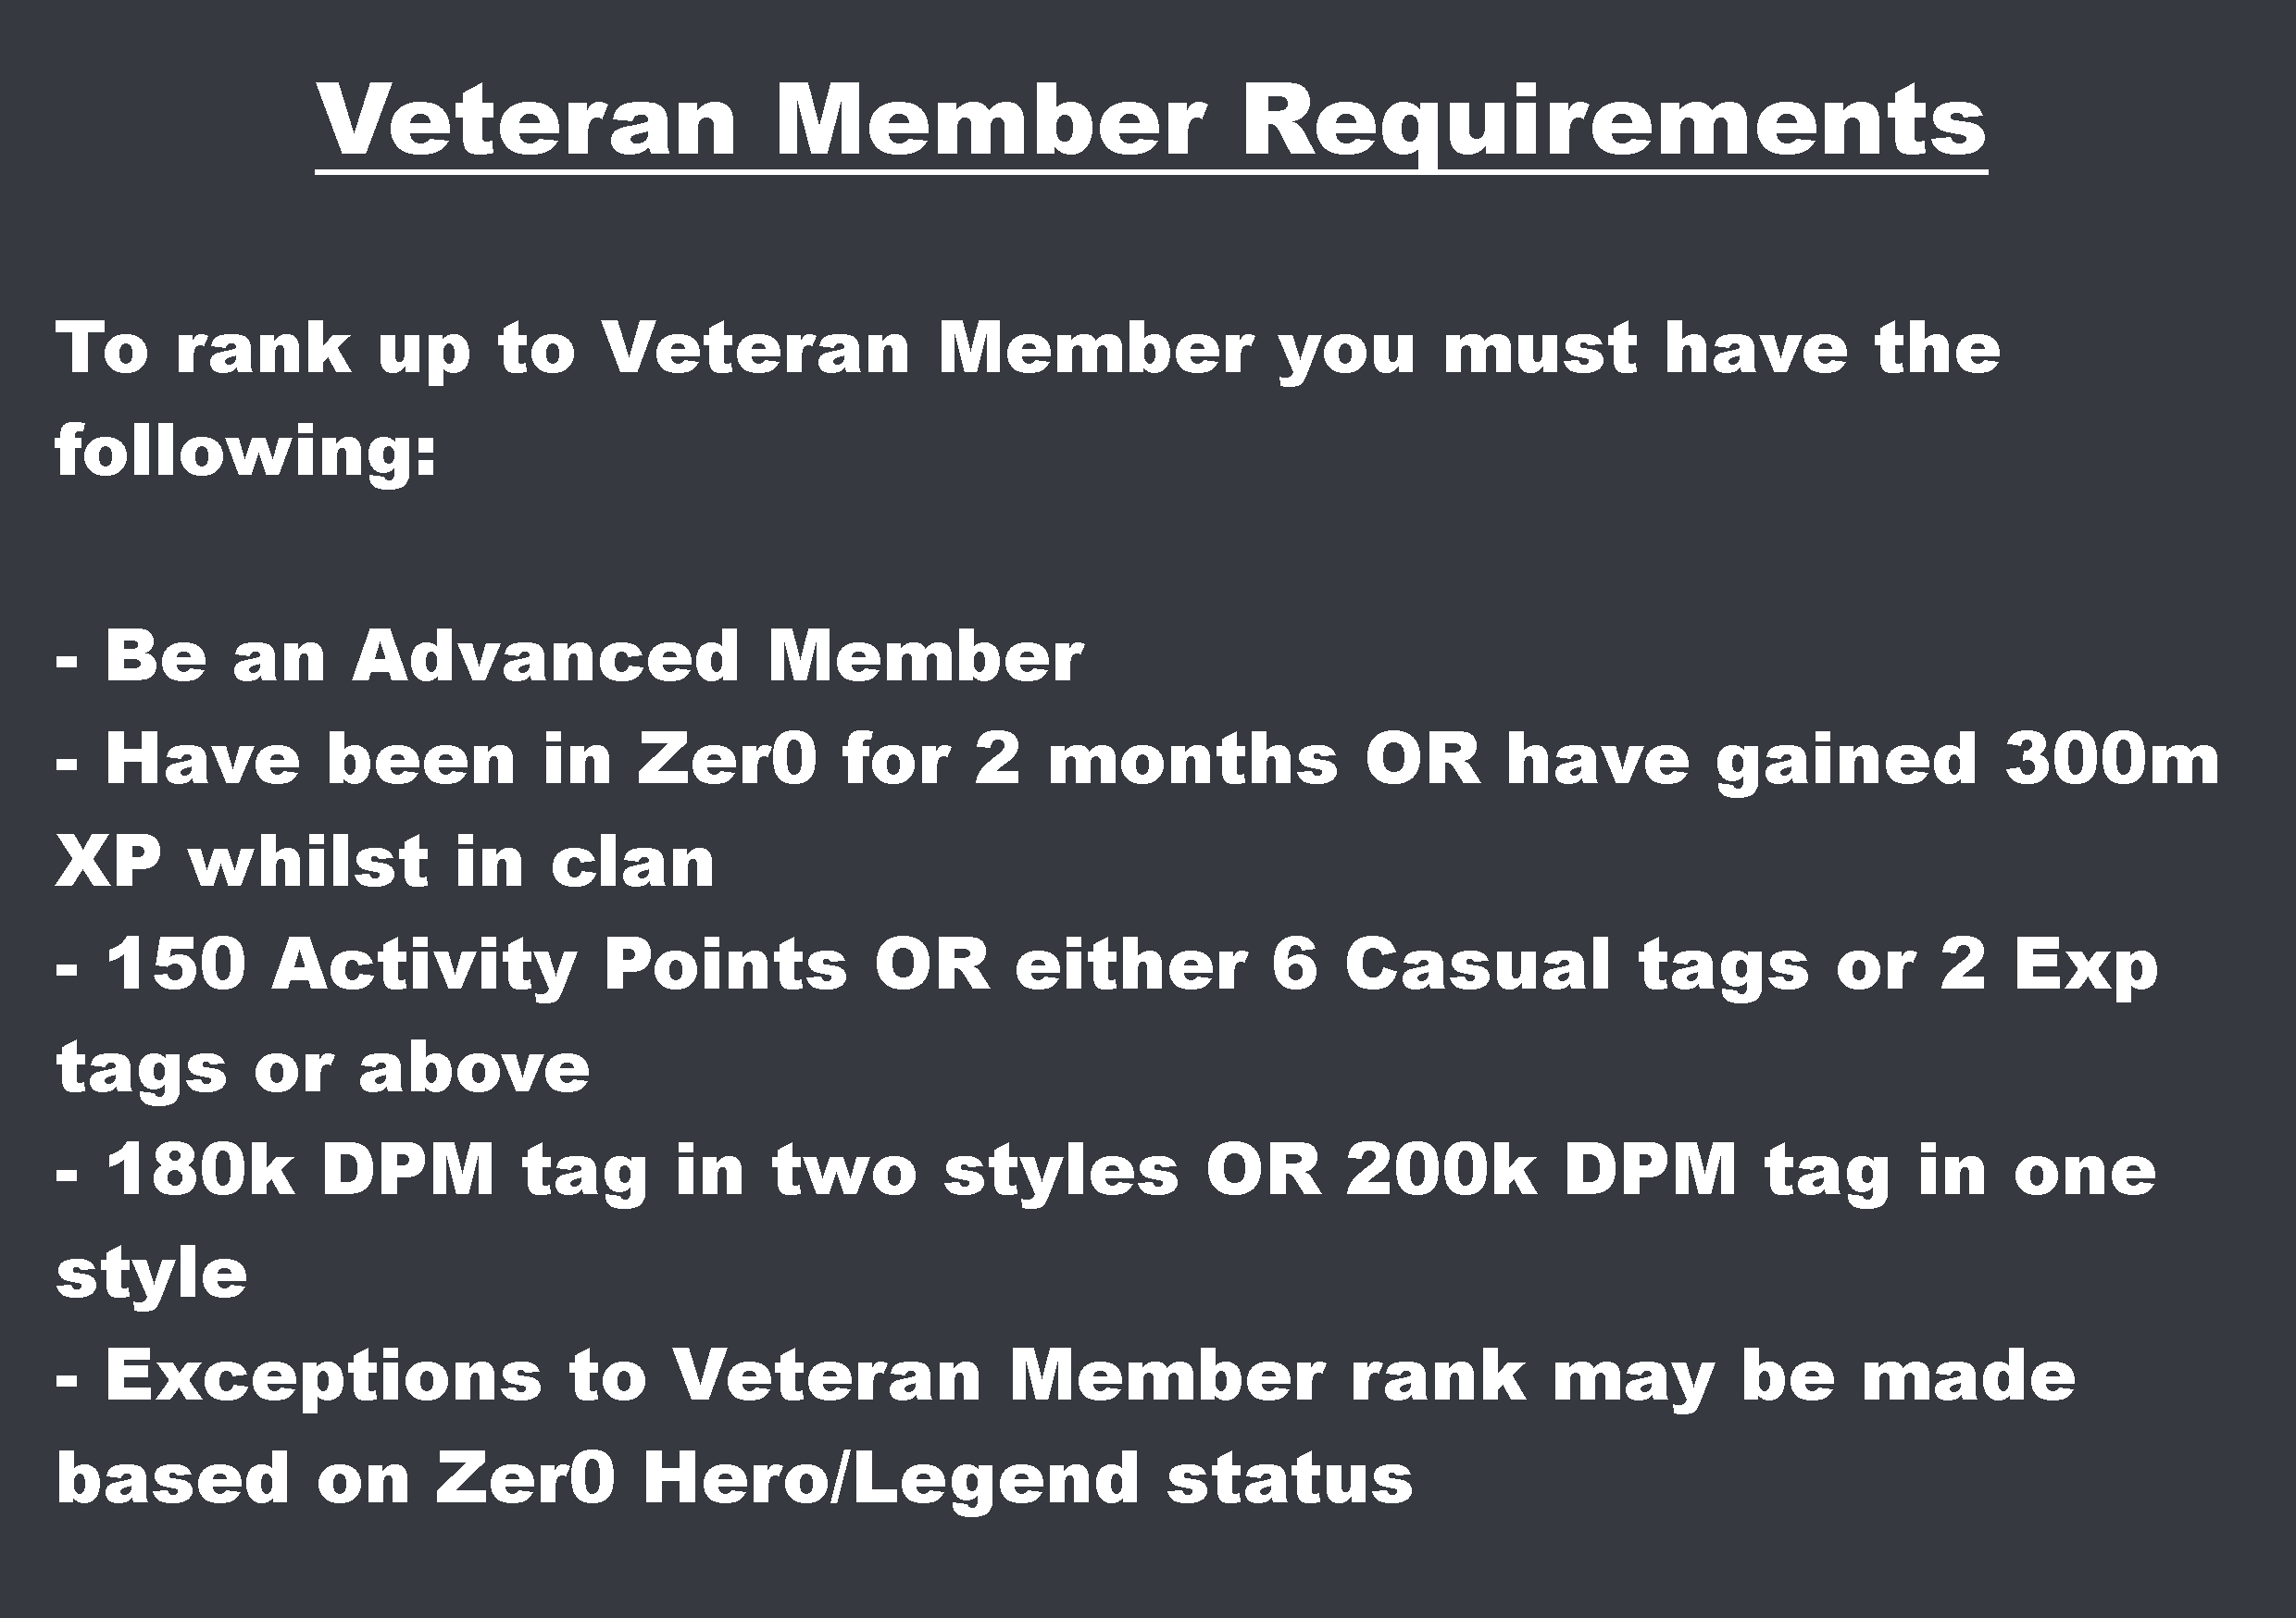 Veteran Member Requirements
To rank up to Veteran Member you must have the
following:
- Be an Advanced Member
- Have been in Zer0 for 2 months OR have gained 300m
XP whilst in clan
- 150 Activity Points OR either 6 Casual tags or 2 Exp
tags or above
- 180k DPM tag in two styles OR 200k DPM tag in one
style
- Exceptions to Veteran Member rank may be made
based on Zer0 Hero/Legend status